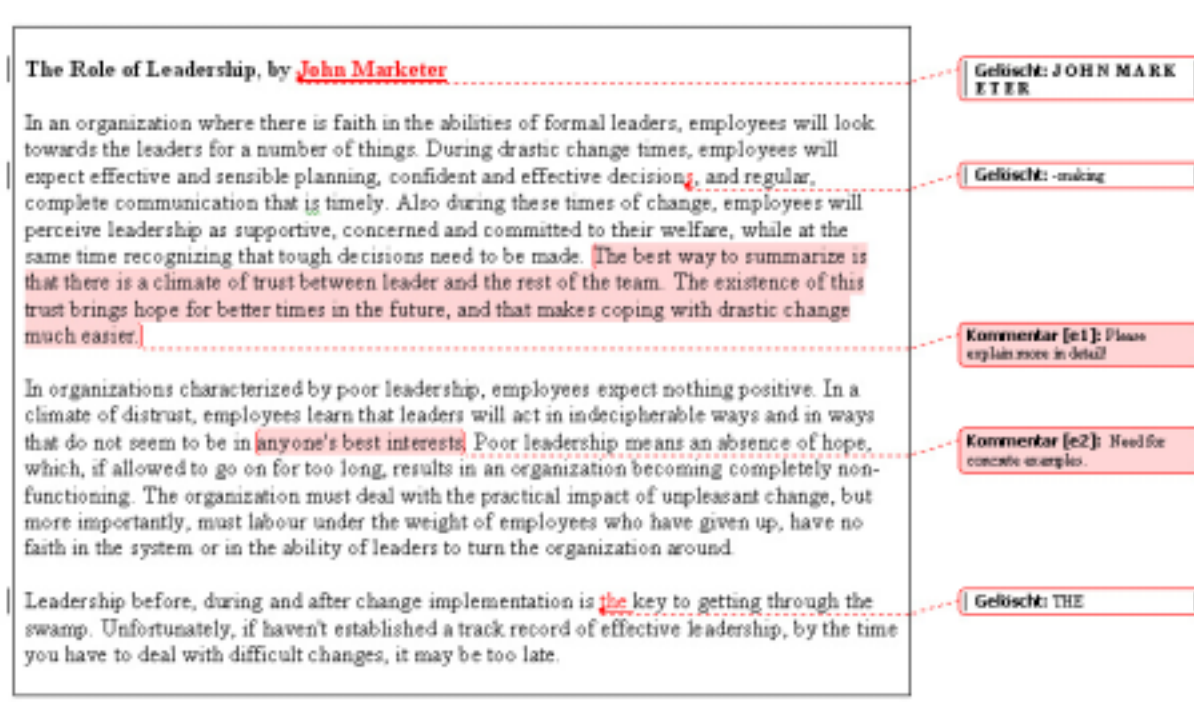 The Role of Leadership, by John Marketer
Gelöscht: JOHN MARK
ETER
In an organization where there is faith in the abilities of formal leaders, employees will look
towards the leaders for a number of things. During drastic change times, employees will
expect effective and sensible planning, confident and effective decisions, and regular,
Gelöscht: -making
complete communication that is timely. Also during these times of change, employees will
perceive leadership as supportive, concerned and committed to their welfare, while at the
same time recognizing that tough decisions need to be made. The best way to summarize is
that there is a climate of trust between leader and the rest of the team. The existence of this
trust brings hope for better times in the future, and that makes coping with drastic change
much easier.
Kommentar [e1]: Please
explain more in detail!
In organizations characterized by poor leadership, employees expect nothing positive. In a
climate of distrust, employees learn that leaders will act in indecipherable ways and in ways
that do not seem to be in anyone's best interests. Poor leadership means an absence of hope,
Kommentar [e2]: Need for
concrete examples.
which, if allowed to go on for too long, results in an organization becoming completely non-
functioning. The organization must deal with the practical impact of unpleasant change, but
more importantly, must labour under the weight of employees who have given up, have no
faith in the system or in the ability of leaders to turn the organization around.
Leadership before, during and after change implementation is the key to getting through the
Gelöscht: THE
swamp. Unfortunately, if haven't established a track record of effective leadership, by the time
you have to deal with difficult changes, it may be too late.